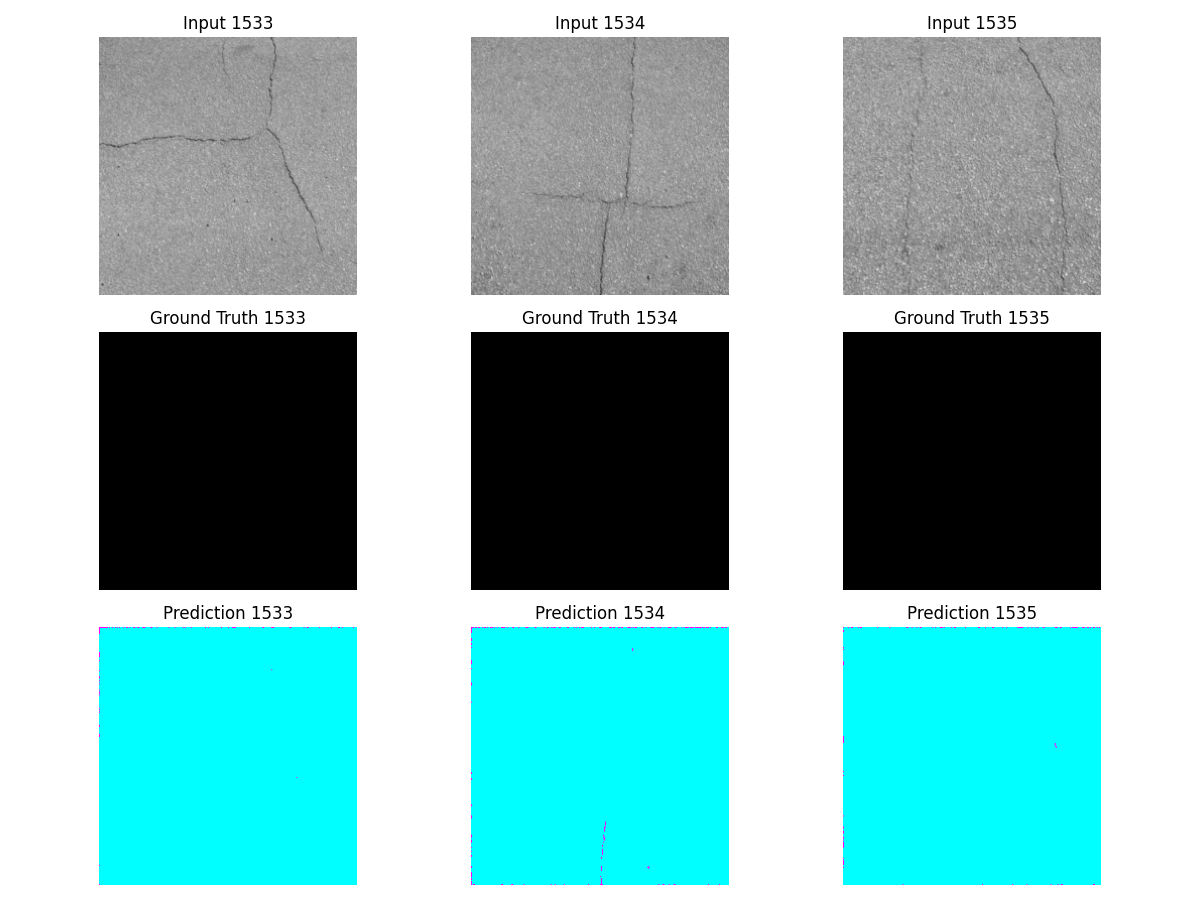 Input 1533
Input 1534
Input 1535
Ground Truth 1533
Ground Truth 1534
Ground Truth 1535
Prediction 1533
Prediction 1534
Prediction 1535